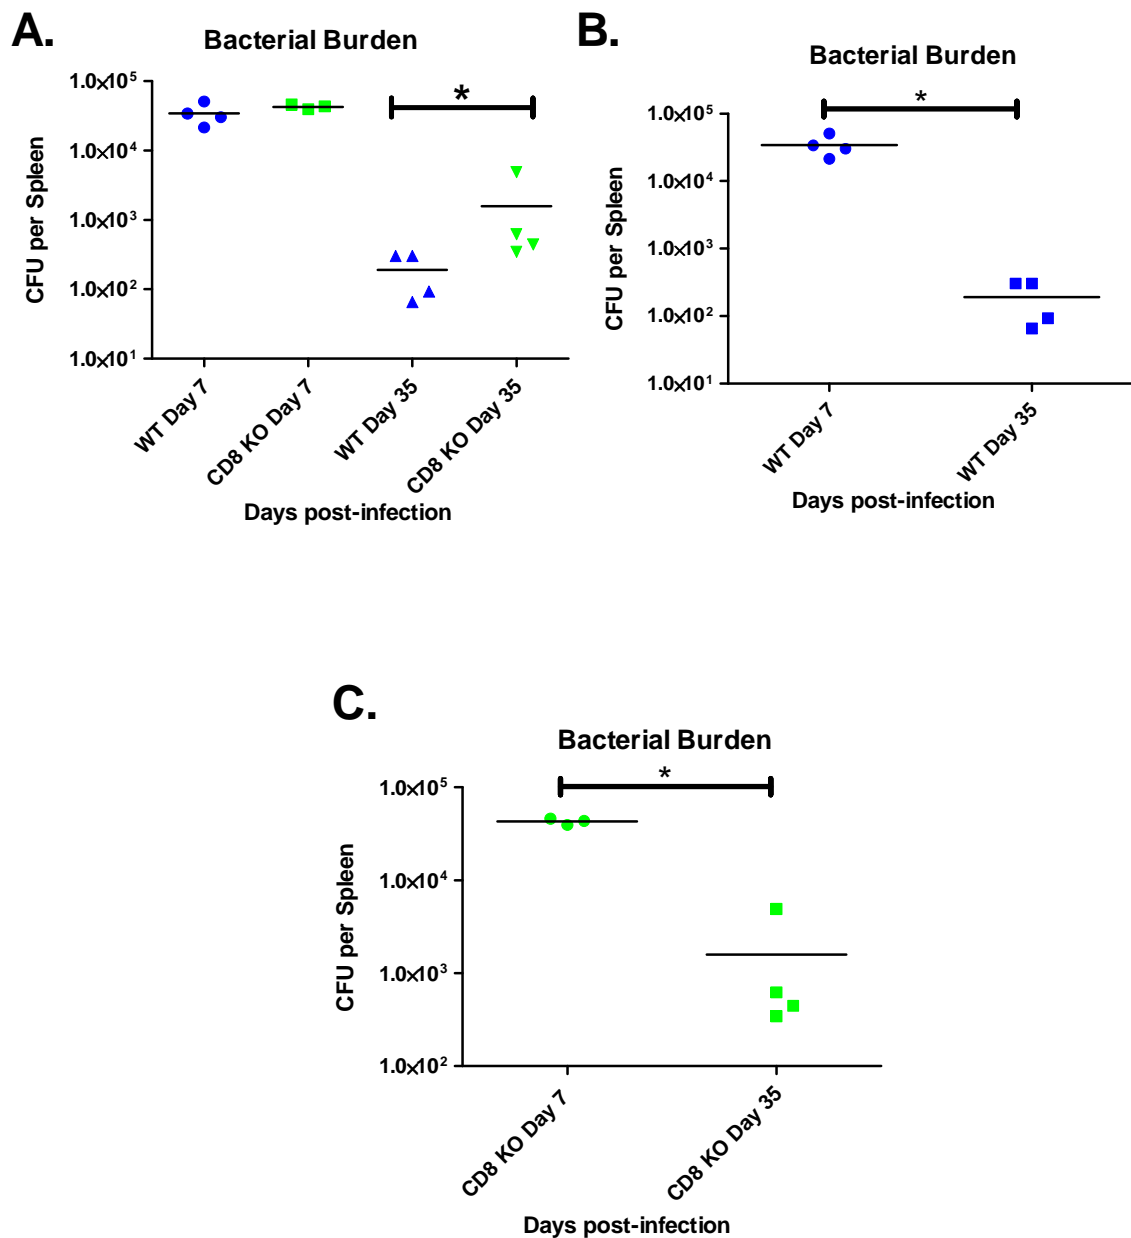 A.
Bacterial Burden
*
CFU per Spleen
1.0×10⁵
1.0×10⁴
1.0×10³
1.0×10²
1.0×10¹
WT Day 7
CD8 KO Day 7
WT Day 35
CD8 KO Day 35
Days post-infection
B.
Bacterial Burden
*
CFU per Spleen
1.0×10⁵
1.0×10⁴
1.0×10³
1.0×10²
1.0×10¹
WT Day 7
WT Day 35
Days post-infection
C.
Bacterial Burden
*
CFU per Spleen
1.0×10⁵
1.0×10⁴
1.0×10³
1.0×10²
CD8 KO Day 7
CD8 KO Day 35
Days post-infection